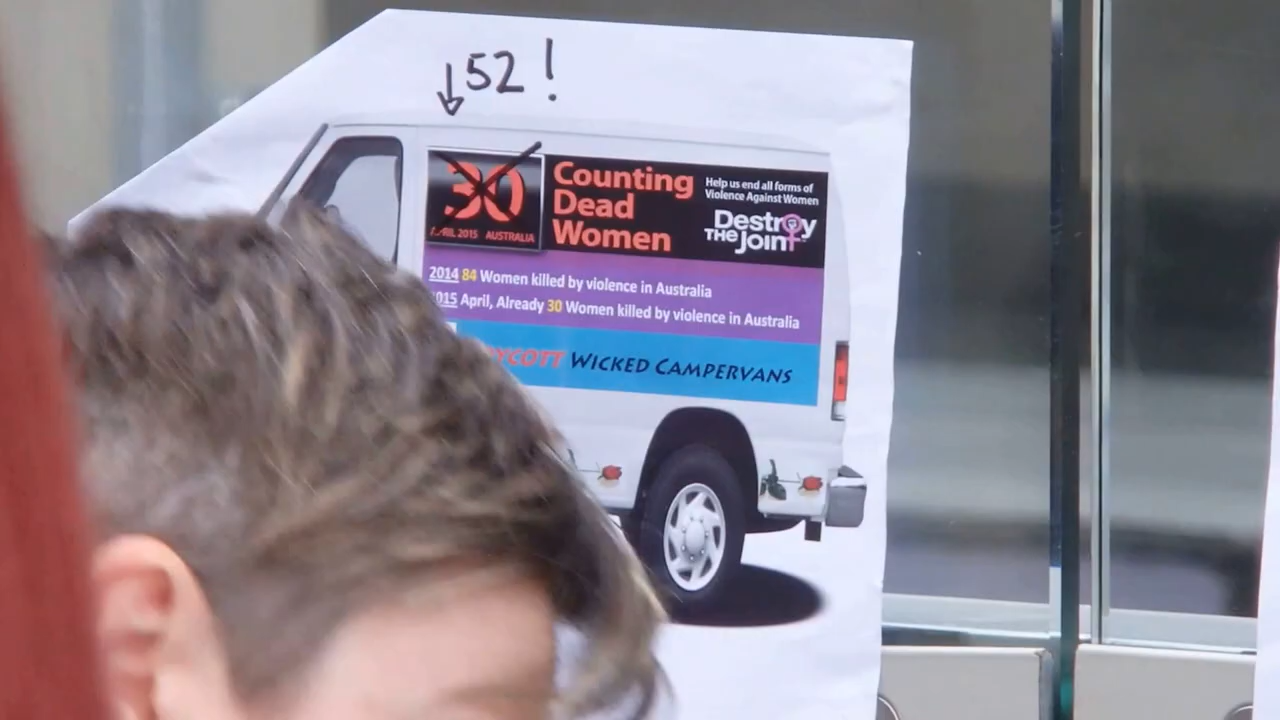 52!
30
APRIL 2015 AUSTRALIA
Counting
Dead
Women
Help us end all forms of
Violence Against Women
Destroy
THE Joint
2014 84 Women killed by violence in Australia
2015 April, Already 30 Women killed by violence in Australia
BOYCOTT WICKED CAMPERVANS